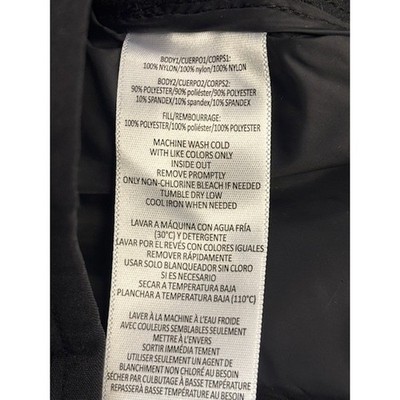 BODY1/CUERPO1/CORPS1:
100% NYLON/100% nylon/100% NYLON
BODY2/CUERPO2/CORPS2:
90% POLYESTER/90% poliéster/90% POLYESTER
10% SPANDEX/10% spandex/10% SPANDEX
FILL/REMBOURRAGE:
100% POLYESTER/100% poliéster/100% POLYESTER
MACHINE WASH COLD
WITH LIKE COLORS ONLY
INSIDE OUT
REMOVE PROMPTLY
ONLY NON-CHLORINE BLEACH IF NEEDED
TUMBLE DRY LOW
COOL IRON WHEN NEEDED
LAVAR A MÁQUINA CON AGUA FRÍA
(30°C) Y DETERGENTE
LAVAR POR EL REVÉS CON COLORES IGUALES
REMOVER RÁPIDAMENTE
USAR SOLO BLANQUEADOR SIN CLORO
SI ES NECESARIO
SECAR A TEMPERATURA BAJA
PLANCHAR A TEMPERATURA BAJA (110°C)
LAVER À LA MACHINE À L'EAU FROIDE
AVEC COULEURS SEMBLABLES SEULEMENT
METTRE À L'ENVERS
SORTIR IMMÉDIA TEMENT
UTILISER SEULEMENT UN AGENT DE
BLANCHIMENT NON CHLORÉ AU BESOIN
SÉCHER PAR CULBUTAGE À BASSE TEMPÉRATURE
REPASSERÀ BASSE TEMPÉRATURE AU BESOIN